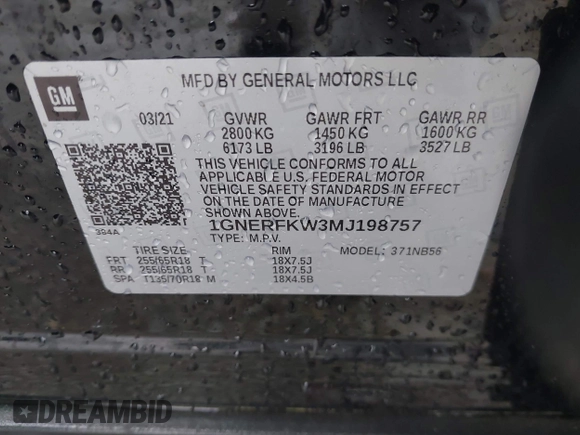 GM
MFD BY GENERAL MOTORS LLC
03/21 GVWR GAWR FRT GAWR RR
2800 KG 1450 KG 1600 KG
6173 LB 3196 LB 3527 LB
THIS VEHICLE CONFORMS TO ALL
APPLICABLE U.S. FEDERAL MOTOR
VEHICLE SAFETY STANDARDS IN EFFECT
ON THE DATE OF MANUFACTURE
SHOWN ABOVE.
394A
1GNERFKW3MJ198757
TYPE: M.P.V. MODEL: 371NB56
TIRE SIZE RIM
FRT 255/65R18 T 18X7.5J
RR 255/65R18 T 18X7.5J
SPA T135/70R18 M 18X4.5B
DREAMBID